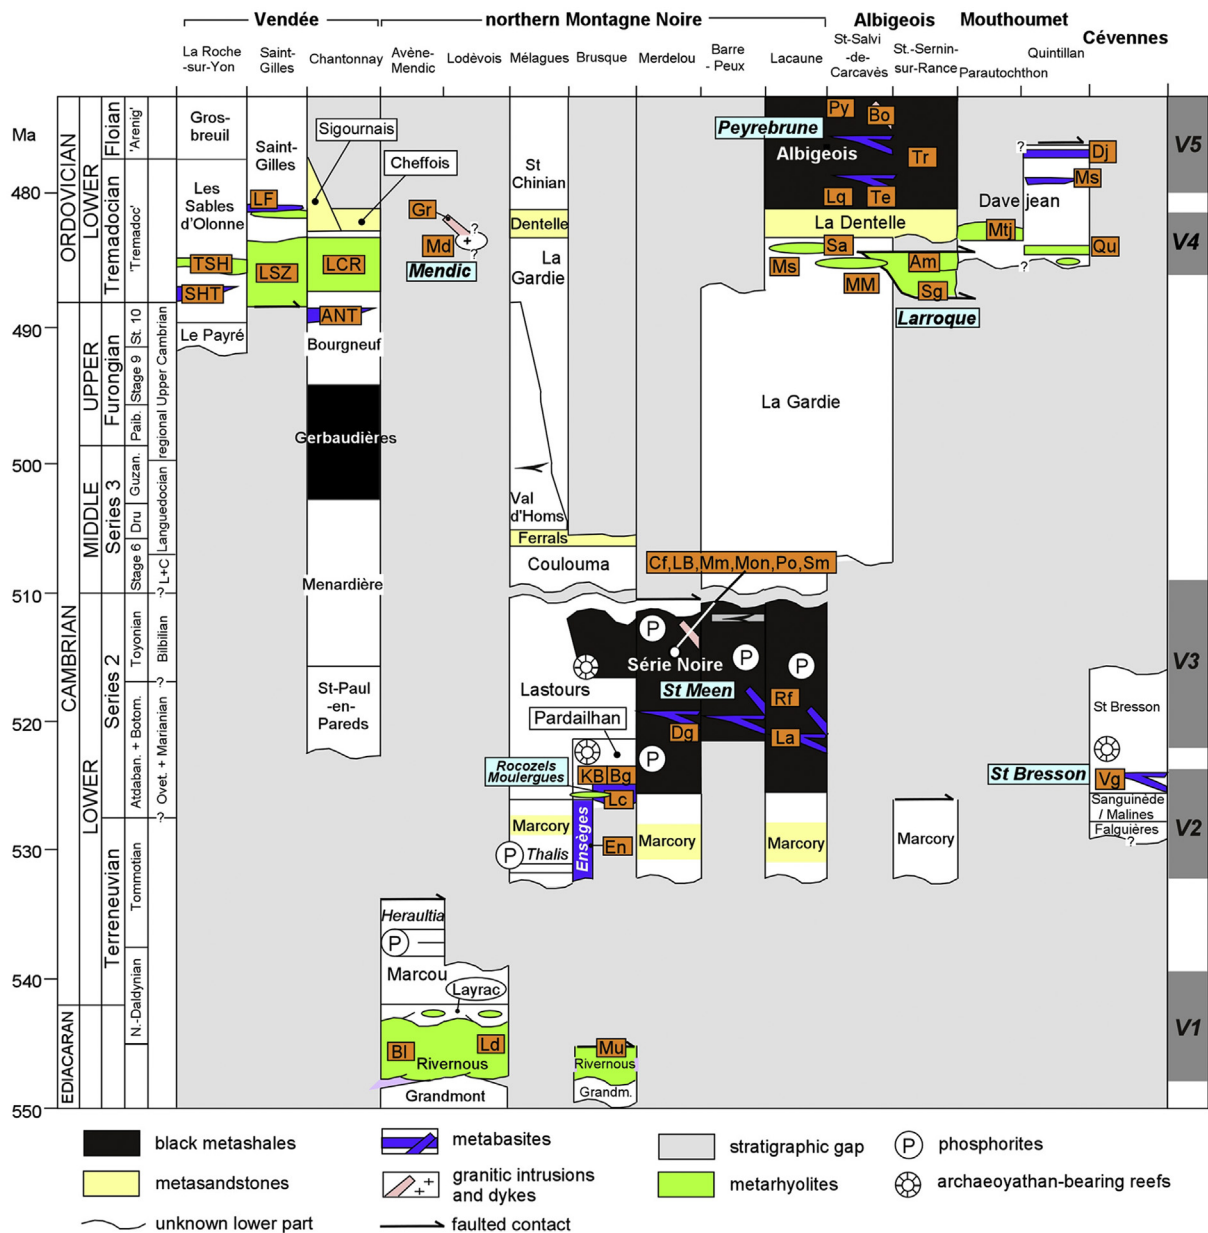 Vendée
northern Montagne Noire
Albigeois
Mouthoumet
Cévennes
La Roche
-sur-Yon
Saint-
Gilles
Chantonnay
Avène-
Mendic
Lodèvois
Mélagues
Brusque
Merdelou
Barre
- Peux
Lacaune
St-Salvi
-de-
Carcavès
St.-Sernin-
sur-Rance
Parautochthon
Quintillan
Ma
480
490
500
510
520
530
540
550
ORDOVICIAN
CAMBRIAN
EDIACARAN
LOWER
UPPER
MIDDLE
LOWER
Floian
Tremadocian
Furongian
Series 3
Series 2
Terreneuvian
'Arenig'
'Tremadoc'
St. 10
Stage 9
Paib.
Guzan.
Dru
Stage 6
Toyonian
Atdaban. + Botom.
Tommotian
N.-Daldynian
regional Upper Cambrian
Languedocian
? L+C
?
Bilbilian
?
Ovet. + Marianian
?
Gros-
breuil
Les
Sables
d'Olonne
TSH
SHT
Le Payré
Saint-
Gilles
LF
LSZ
Sigournais
Cheffois
LCR
ANT
Bourgneuf
Gerbaudières
Menardière
St-Paul
-en-
Pareds
Gr
?
Md
+
?
Mendic
St
Chinian
Dentelle
La
Gardie
Val
d'Homs
Ferrals
Coulouma
Lastours
Pardailhan
Rocozels
Moulergues
KB
Bg
Lc
Marcory
Thalis
P
Ensèges
En
Heraultia
P
Marcou
Layrac
Bl
Ld
Rivernous
Grandmont
Mu
Rivernous
Grandm.
Cf,LB,Mm,Mon,Po,Sm
P
Série Noire
P
P
St Meen
Dg
P
Rf
La
Marcory
Marcory
Marcory
Peyrebrune
Albigeois
Py
Bo
Tr
Lq
Te
La Dentelle
Sa
Ms
MM
Am
Sg
Larroque
La Gardie
Dave jean
Mtj
?
Dj
Ms
Qu
?
St Bresson
St Bresson
Vg
Sanguinède
/ Malines
Falguières
?
V5
V4
V3
V2
V1
black metashales
metabasites
stratigraphic gap
P
phosphorites
metasandstones
granitic intrusions
and dykes
metarhyolites
archaeoyathan-bearing reefs
unknown lower part
faulted contact